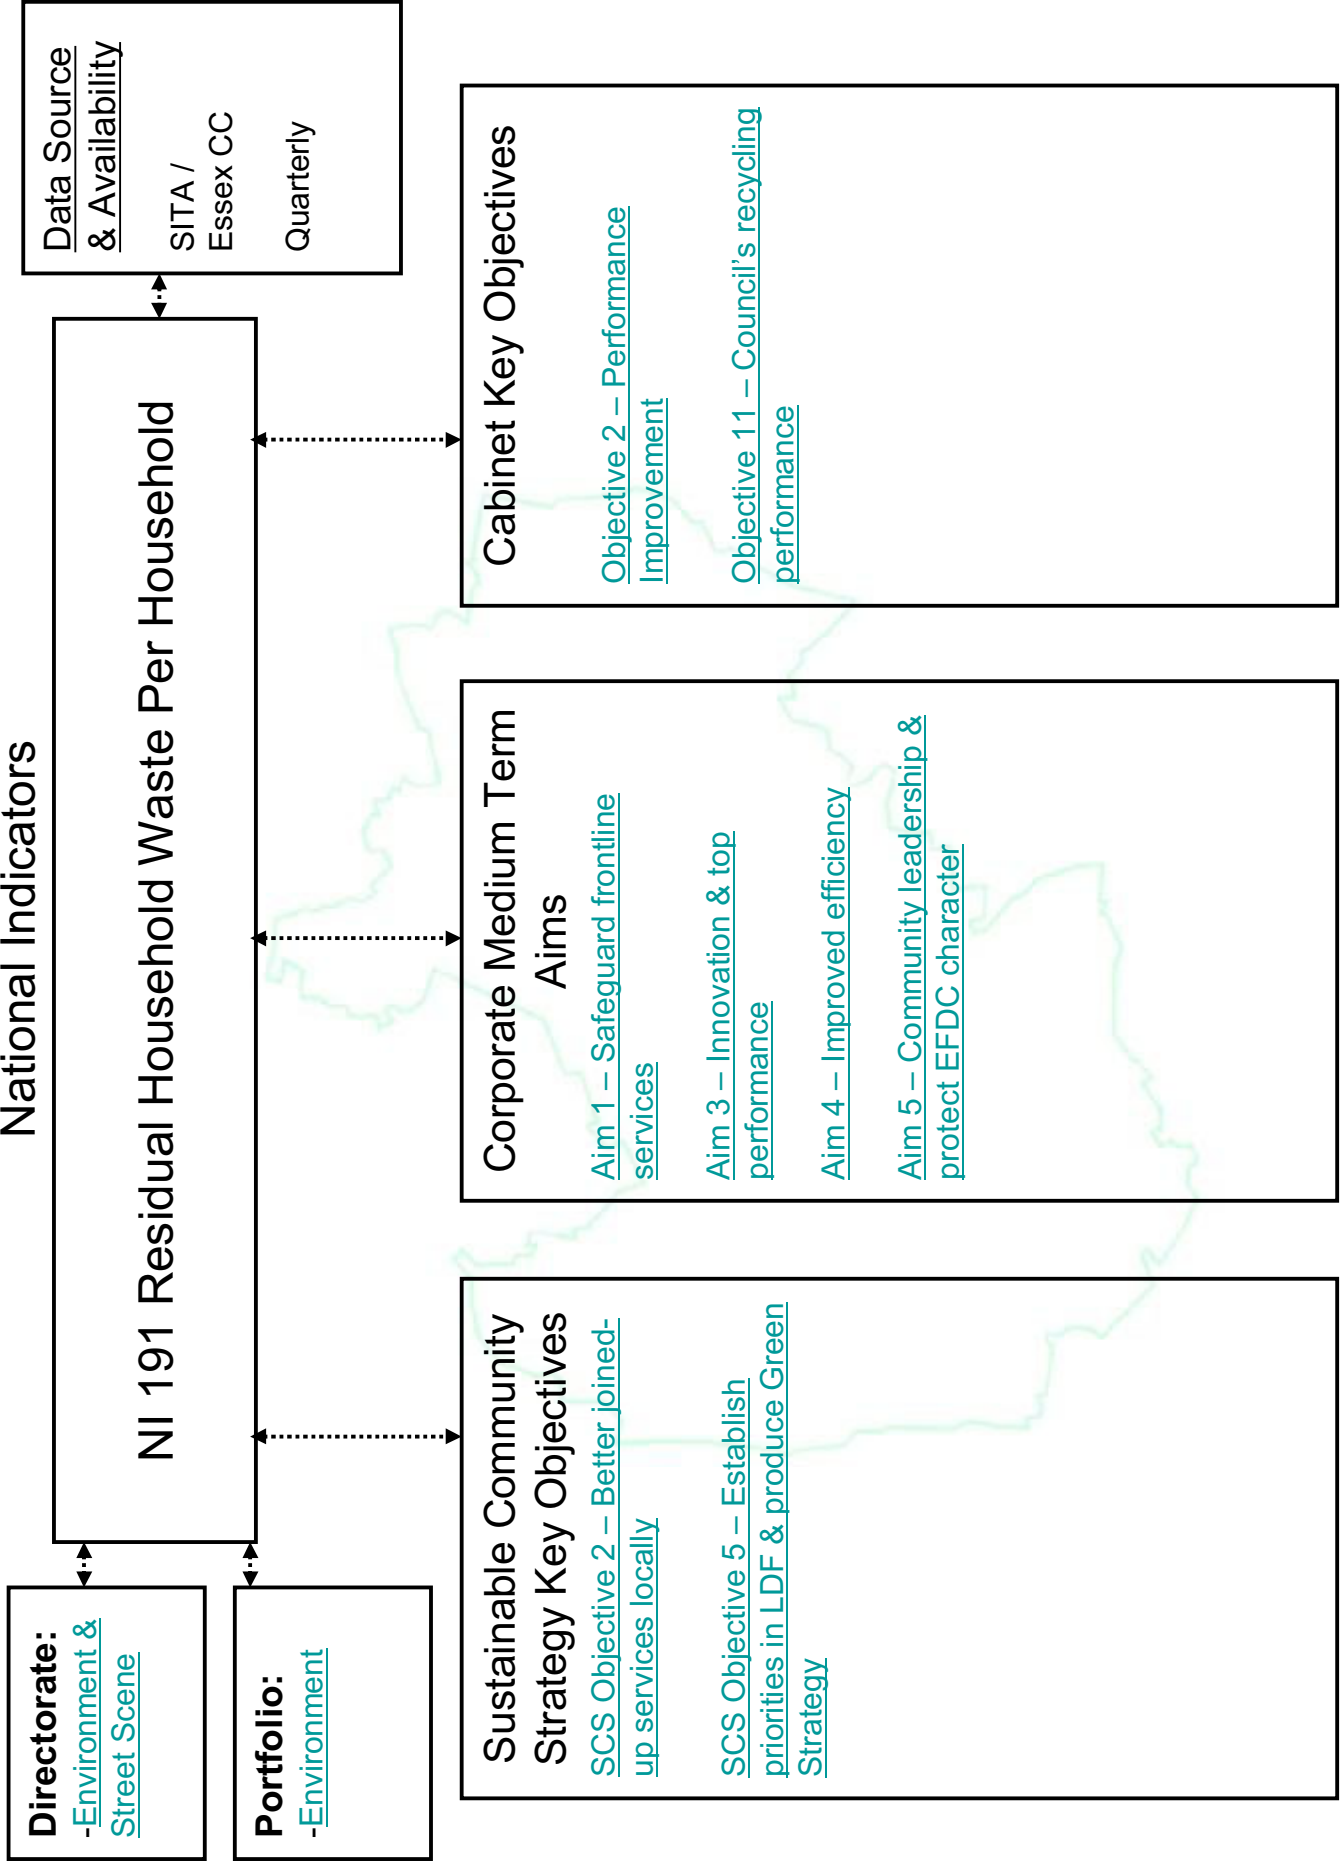 National Indicators
Directorate:
-Environment &
Street Scene
Portfolio:
-Environment
NI 191 Residual Household Waste Per Household
Data Source
& Availability
SITA /
Essex CC
Quarterly
Sustainable Community
Strategy Key Objectives
SCS Objective 2 – Better joined-
up services locally
SCS Objective 5 – Establish
priorities in LDF & produce Green
Strategy
Corporate Medium Term
Aims
Aim 1 – Safeguard frontline
services
Aim 3 – Innovation & top
performance
Aim 4 – Improved efficiency
Aim 5 – Community leadership &
protect EFDC character
Cabinet Key Objectives
Objective 2 – Performance
Improvement
Objective 11 – Council's recycling
performance